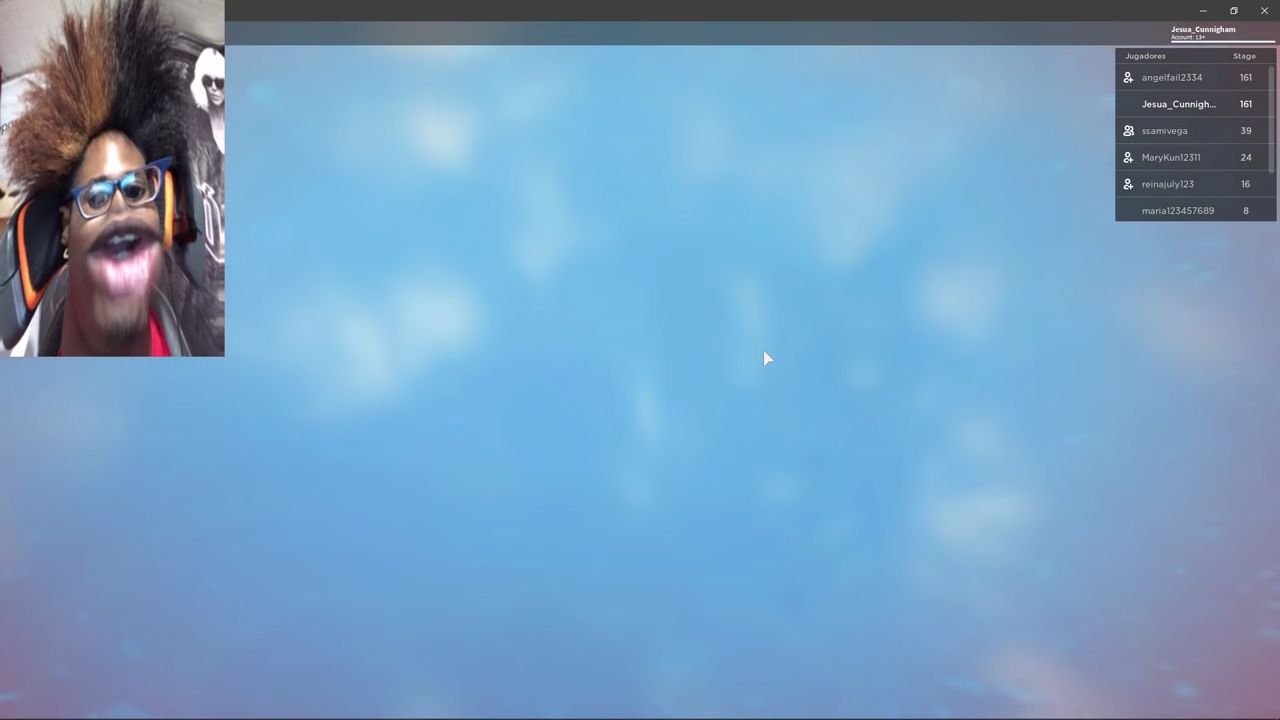 Jesua_Cunnigham
Account: 13+
Jugadores Stage
angelfail2334 161
Jesua_Cunnigh... 161
ssamivega 39
MaryKun12311 24
reinajuly123 16
maria123457689 8